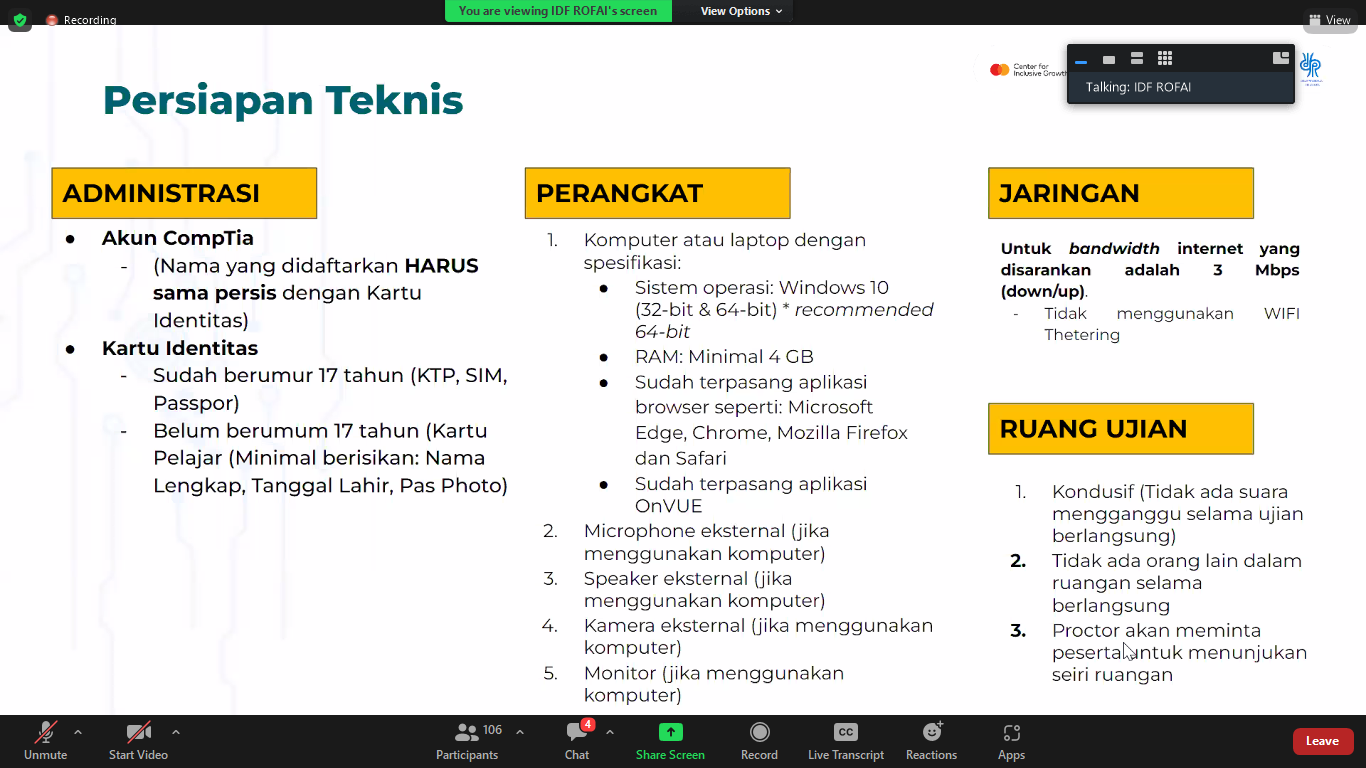 Recording
You are viewing IDF ROFAI's screen
View Options
View
Persiapan Teknis
Center for
Inclusive Growth
Talking: IDF ROFAI
ADMINISTRASI
● Akun CompTia
- (Nama yang didaftarkan HARUS
sama persis dengan Kartu
Identitas)
● Kartu Identitas
- Sudah berumur 17 tahun (KTP, SIM,
Passpor)
- Belum berumum 17 tahun (Kartu
Pelajar (Minimal berisikan: Nama
Lengkap, Tanggal Lahir, Pas Photo)
PERANGKAT
1. Komputer atau laptop dengan
spesifikasi:
● Sistem operasi: Windows 10
(32-bit & 64-bit) * recommended
64-bit
● RAM: Minimal 4 GB
● Sudah terpasang aplikasi
browser seperti: Microsoft
Edge, Chrome, Mozilla Firefox
dan Safari
● Sudah terpasang aplikasi
OnVUE
2. Microphone eksternal (jika
menggunakan komputer)
3. Speaker eksternal (jika
menggunakan komputer)
4. Kamera eksternal (jika menggunakan
komputer)
5. Monitor (jika menggunakan
komputer)
JARINGAN
Untuk bandwidth internet yang
disarankan adalah 3 Mbps
(down/up).
- Tidak menggunakan WIFI
Thetering
RUANG UJIAN
1. Kondusif (Tidak ada suara
mengganggu selama ujian
berlangsung)
2. Tidak ada orang lain dalam
ruangan selama
berlangsung
3. Proctor akan meminta
peserta untuk menunjukan
seiri ruangan
Unmute
Start Video
106
Participants
4
Chat
Share Screen
Record
CC
Live Transcript
Reactions
Apps
Leave